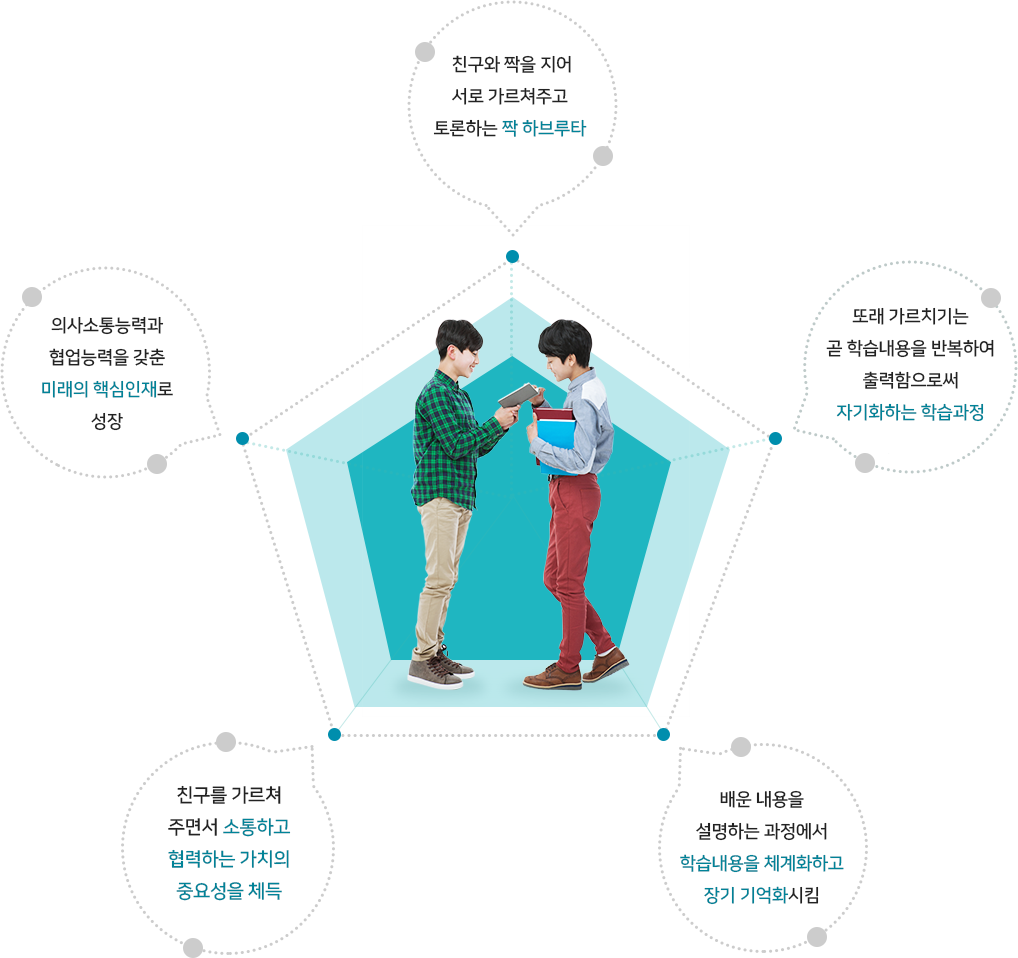 친구와 짝을 지어
서로 가르쳐주고
토론하는 짝 하브루타
의사소통능력과
협업능력을 갖춘
미래의 핵심인재로
성장
또래 가르치기는
곧 학습내용을 반복하여
출력함으로써
자기화하는 학습과정
친구를 가르쳐
주면서 소통하고
협력하는 가치의
중요성을 체득
배운 내용을
설명하는 과정에서
학습내용을 체계화하고
장기 기억화시킴